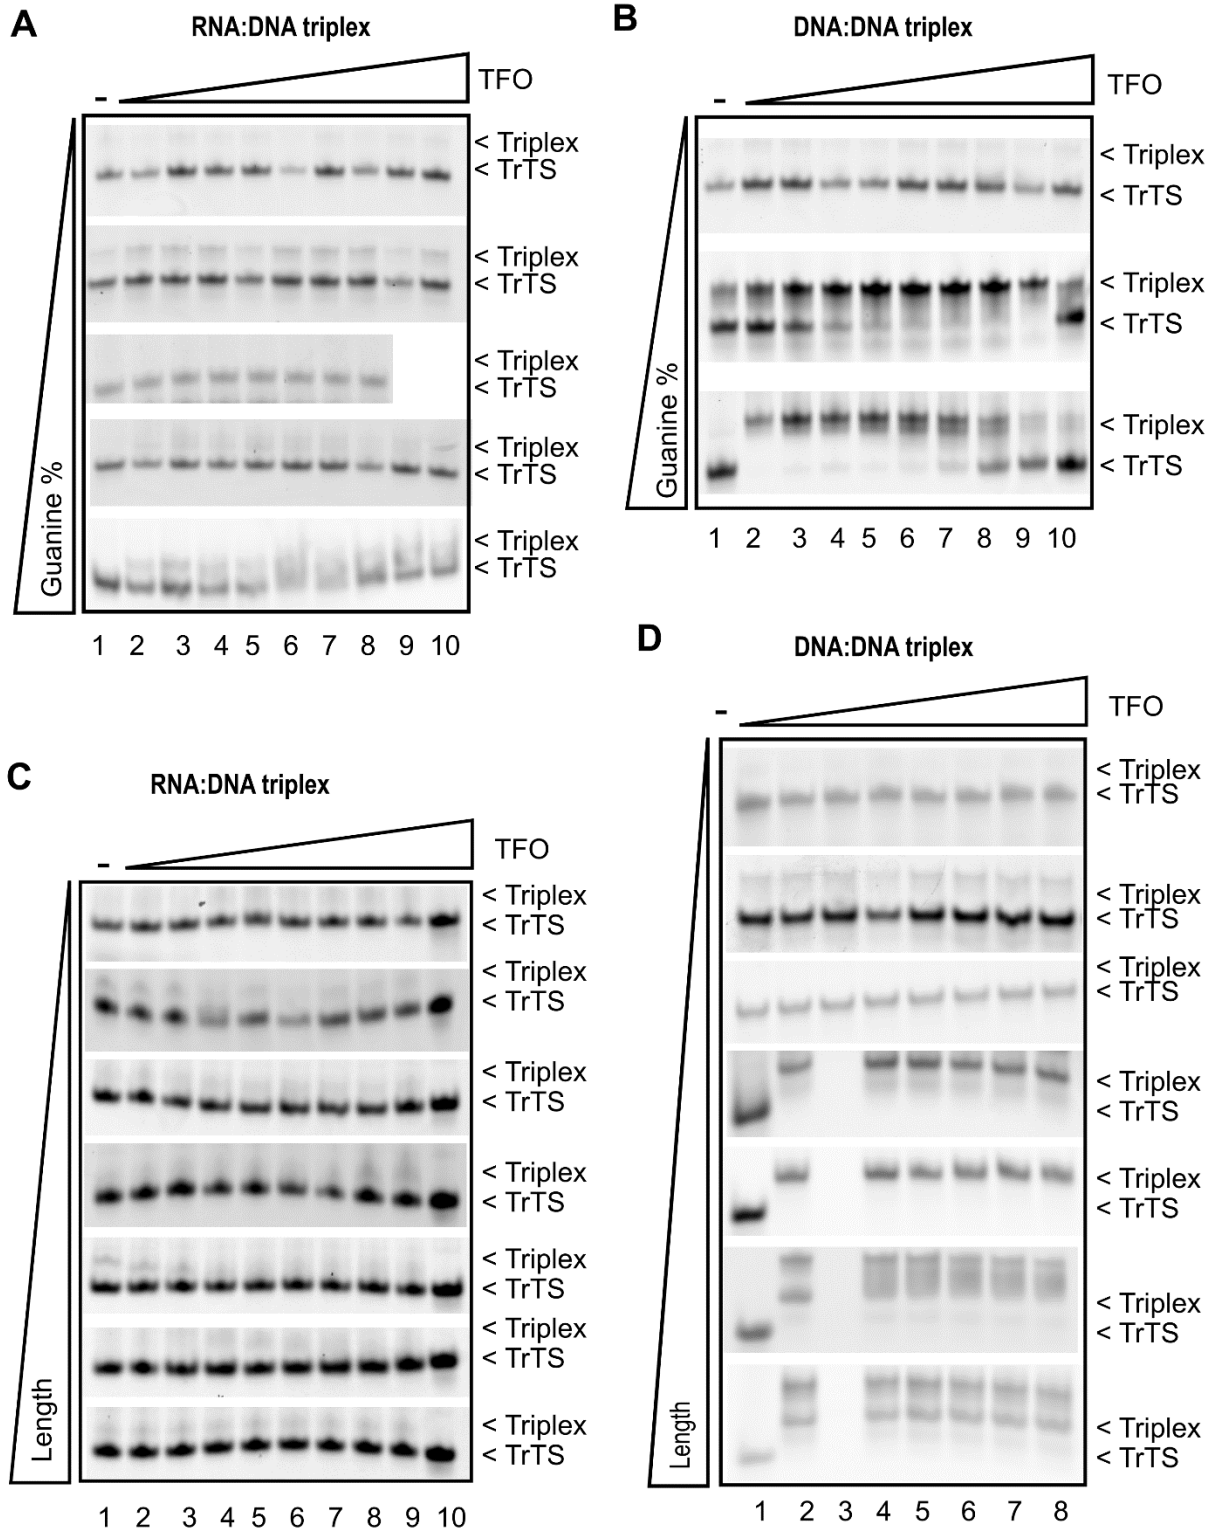 A
RNA:DNA triplex
-
TFO
< Triplex
< TrTS
< Triplex
< TrTS
< Triplex
< TrTS
< Triplex
< TrTS
< Triplex
< TrTS
Guanine %
1 2 3 4 5 6 7 8 9 10
B
DNA:DNA triplex
-
TFO
< Triplex
< TrTS
< Triplex
< TrTS
< Triplex
< TrTS
Guanine %
1 2 3 4 5 6 7 8 9 10
C
RNA:DNA triplex
-
TFO
< Triplex
< TrTS
< Triplex
< TrTS
< Triplex
< TrTS
< Triplex
< TrTS
< Triplex
< TrTS
< Triplex
< TrTS
< Triplex
< TrTS
Length
1 2 3 4 5 6 7 8 9 10
D
DNA:DNA triplex
-
TFO
< Triplex
< TrTS
< Triplex
< TrTS
< Triplex
< TrTS
< Triplex
< TrTS
< Triplex
< TrTS
< Triplex
< TrTS
< Triplex
< TrTS
Length
1 2 3 4 5 6 7 8